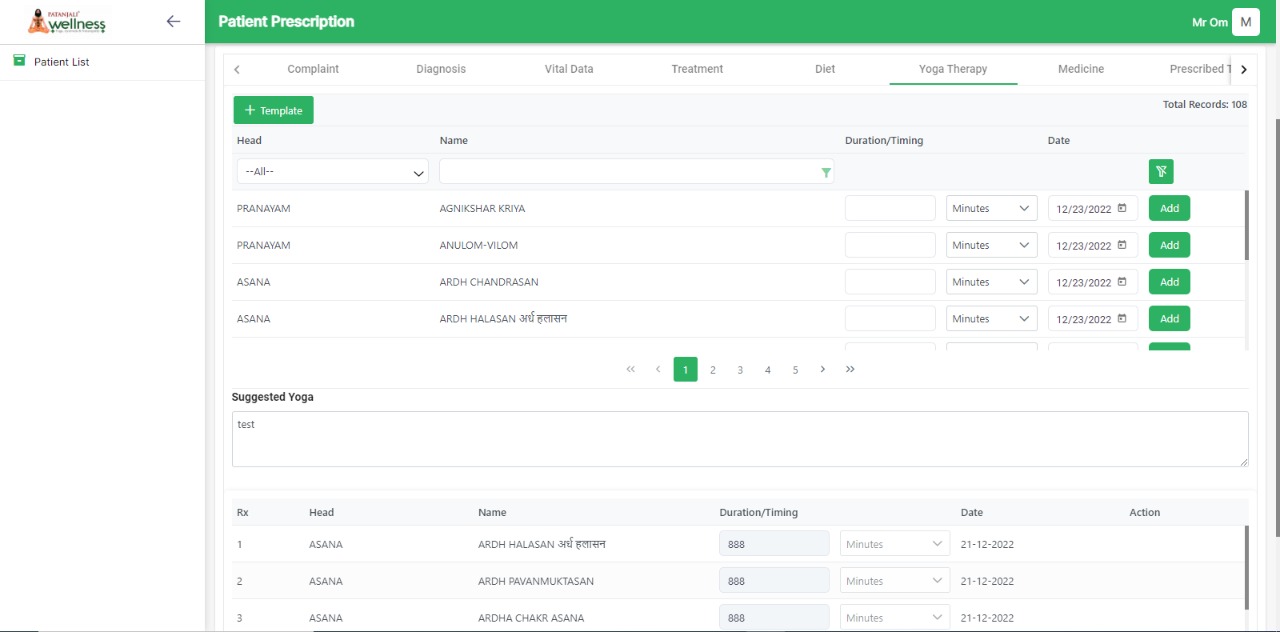 PATANJALI
wellness
Patient Prescription
Mr Om M
Patient List
Complaint Diagnosis Vital Data Treatment Diet Yoga Therapy Medicine Prescribed T
+ Template
Total Records: 108
Head Name Duration/Timing Date
--All--
PRANAYAM AGNIKSHAR KRIYA Minutes 12/23/2022 Add
PRANAYAM ANULOM-VILOM Minutes 12/23/2022 Add
ASANA ARDH CHANDRASAN Minutes 12/23/2022 Add
ASANA ARDH HALASAN अर्ध हलासन Minutes 12/23/2022 Add
1 2 3 4 5
Suggested Yoga
test
Rx Head Name Duration/Timing Date Action
1 ASANA ARDH HALASAN अर्ध हलासन 888 Minutes 21-12-2022
2 ASANA ARDH PAVANMUKTASAN 888 Minutes 21-12-2022
3 ASANA ARDHA CHAKR ASANA 888 Minutes 21-12-2022